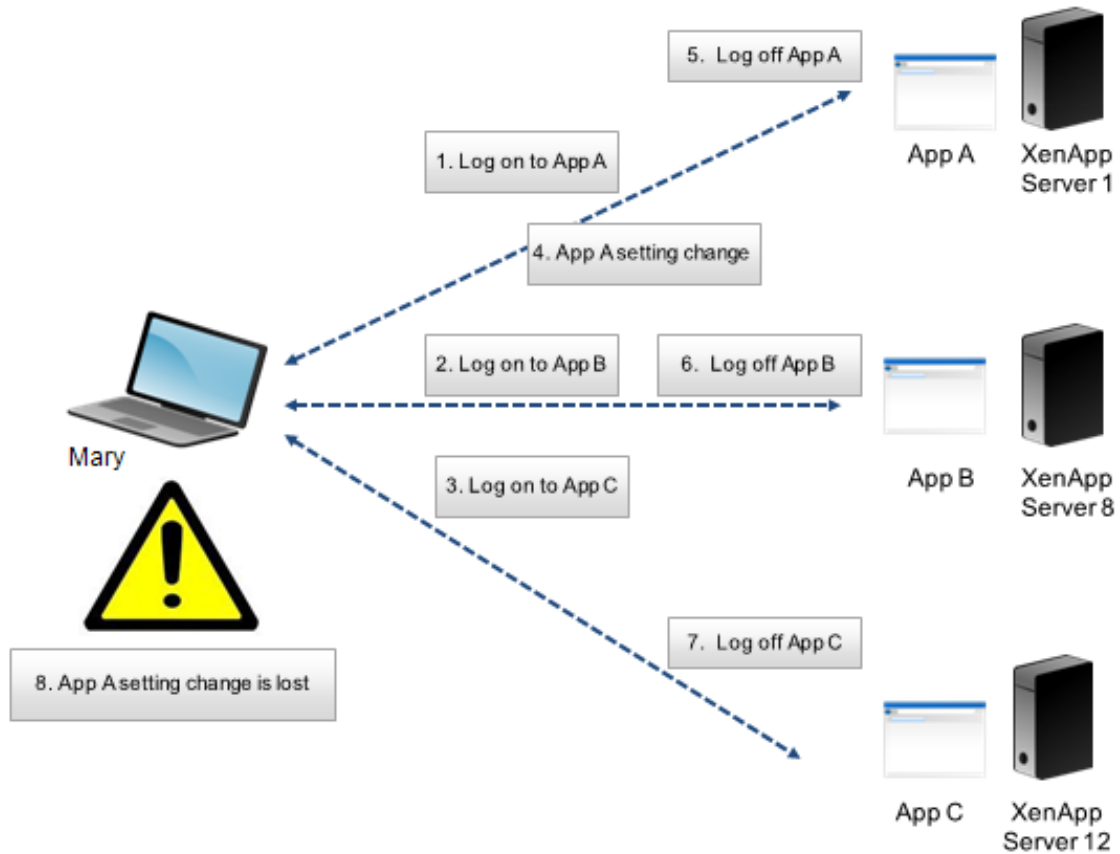 5. Log off App A
1. Log on to App A
App A
XenApp
Server 1
4. App A setting change
2. Log on to App B
6. Log off App B
Mary
App B
XenApp
Server 8
3. Log on to App C
7. Log off App C
8. App A setting change is lost
App C
XenApp
Server 12